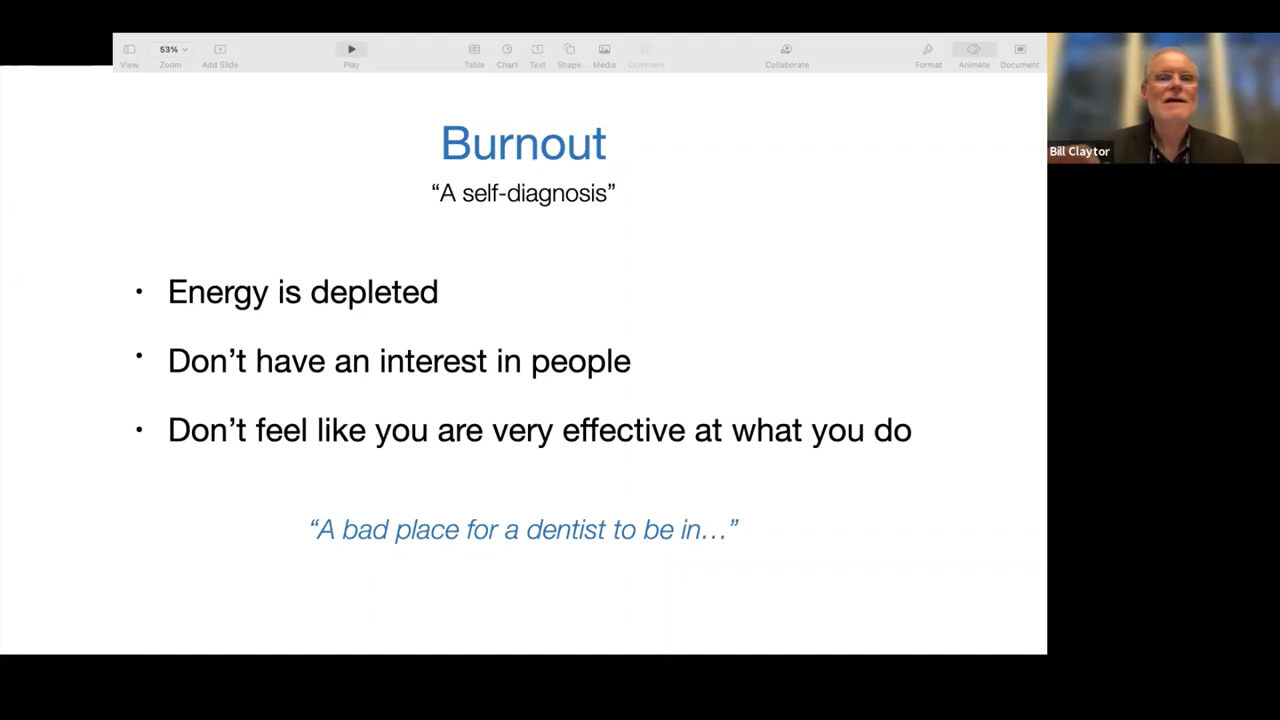 53%
View
Zoom
Add Slide
Play
Table
Chart
Text
Shape
Media
Comment
Collaborate
Format
Animate
Document
Bill Claytor
Burnout
“A self-diagnosis”
• Energy is depleted
• Don’t have an interest in people
• Don’t feel like you are very effective at what you do
“A bad place for a dentist to be in…”